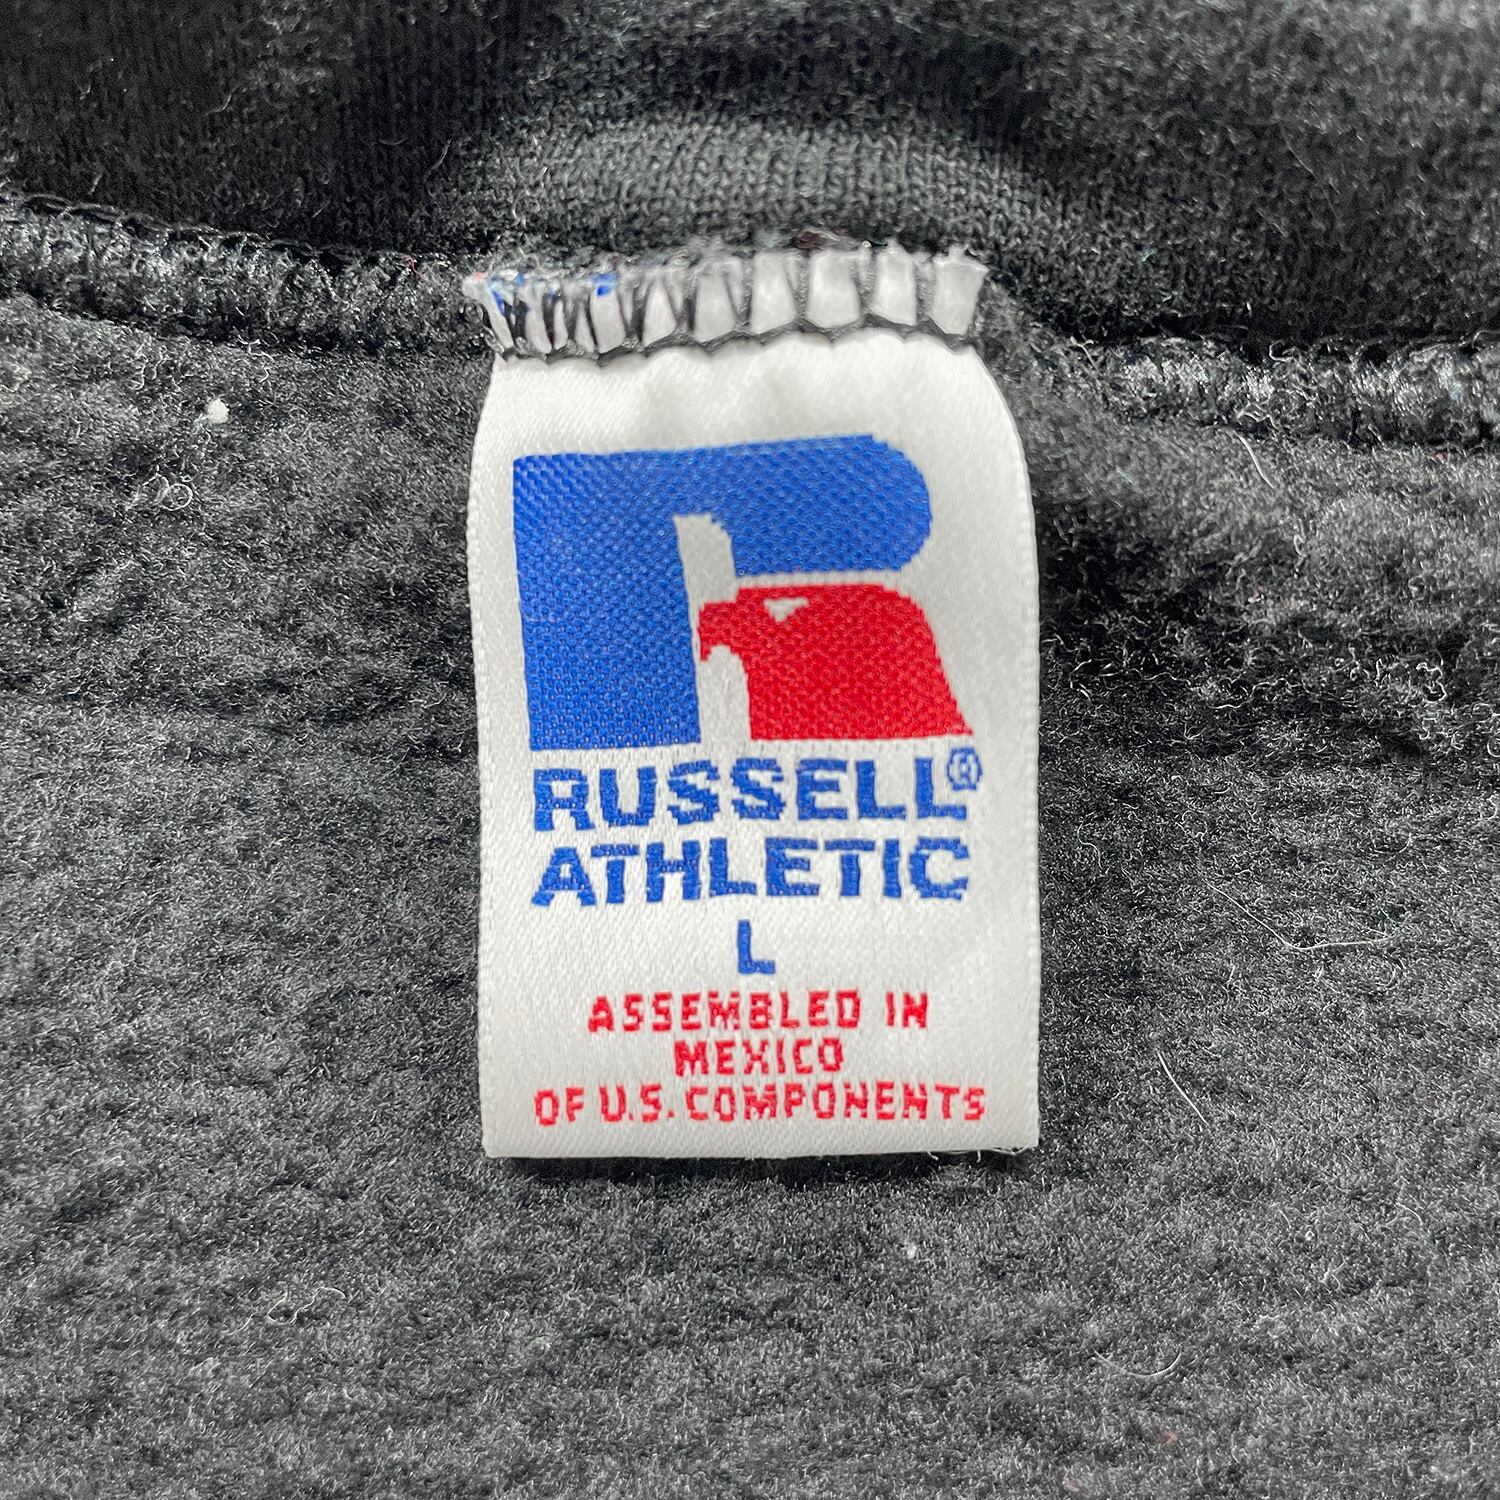 RUSSELL®
ATHLETIC
L
ASSEMBLED IN
MEXICO
OF U.S. COMPONENTS